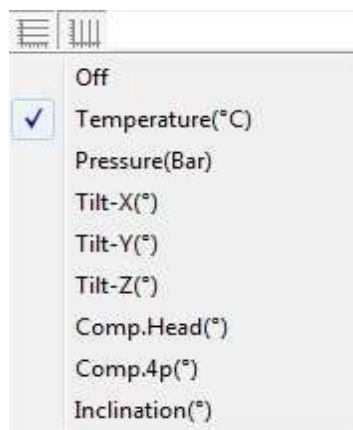 Off
Temperature(°C)
Pressure(Bar)
Tilt-X(°)
Tilt-Y(°)
Tilt-Z(°)
Comp.Head(°)
Comp.4p(°)
Inclination(°)